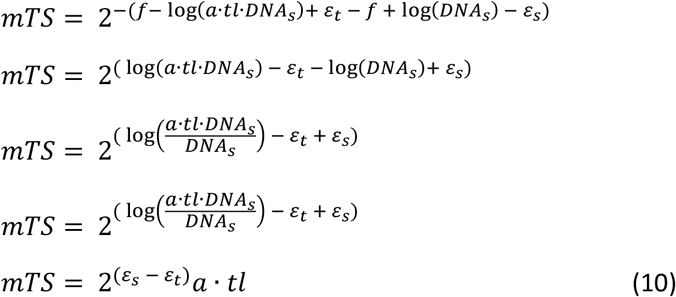 mTS = 2^{-(f - log(a·tl·DNA_s) + ε_t - f + log(DNA_s) - ε_s)}
mTS = 2^{( log(a·tl·DNA_s) - ε_t - log(DNA_s) + ε_s)}
mTS = 2^{( log(\frac{a·tl·DNA_s}{DNA_s}) - ε_t + ε_s)}
mTS = 2^{( log(\frac{a·tl·DNA_s}{DNA_s}) - ε_t + ε_s)}
mTS = 2^{(ε_s - ε_t)} a · tl (10)